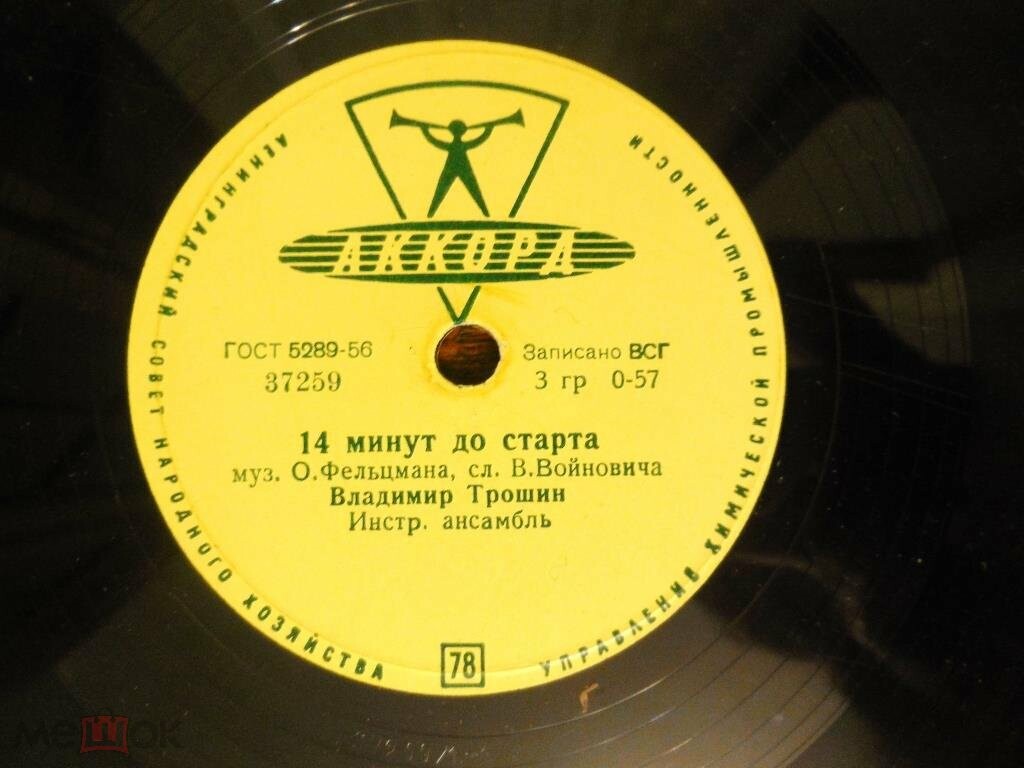 АККОРД
ЛЕНИНГРАДСКИЙ СОВЕТ НАРОДНОГО ХОЗЯЙСТВА
УПРАВЛЕНИЕ ХИМИЧЕСКОЙ ПРОМЫШЛЕННОСТИ
ГОСТ 5289-56
37259
Записано ВСГ
3 гр 0-57
14 минут до старта
муз. О.Фельцмана, сл. В.Войновича
Владимир Трошин
Инстр. ансамбль
78
мешок